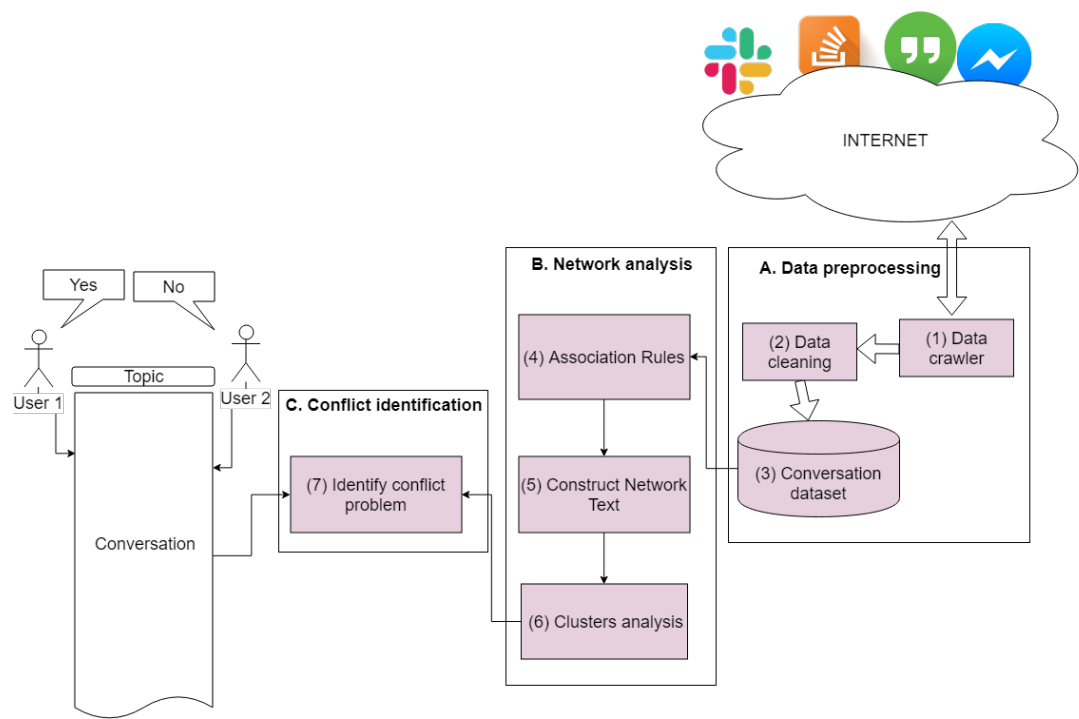 INTERNET
A. Data preprocessing
(1) Data
crawler
(2) Data
cleaning
(3) Conversation
dataset
B. Network analysis
(4) Association Rules
(5) Construct Network
Text
(6) Clusters analysis
C. Conflict identification
(7) Identify conflict
problem
Yes
No
User 1
User 2
Topic
Conversation